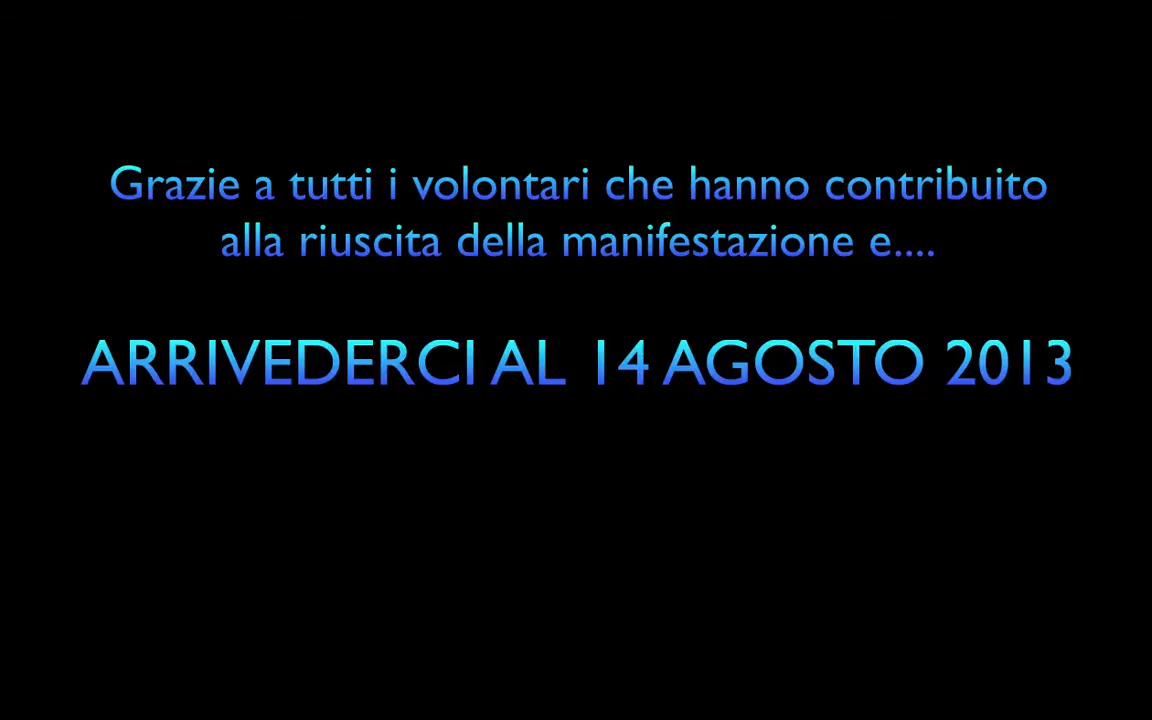 Grazie a tutti i volontari che hanno contribuito
alla riuscita della manifestazione e....
ARRIVEDERCI AL 14 AGOSTO 2013